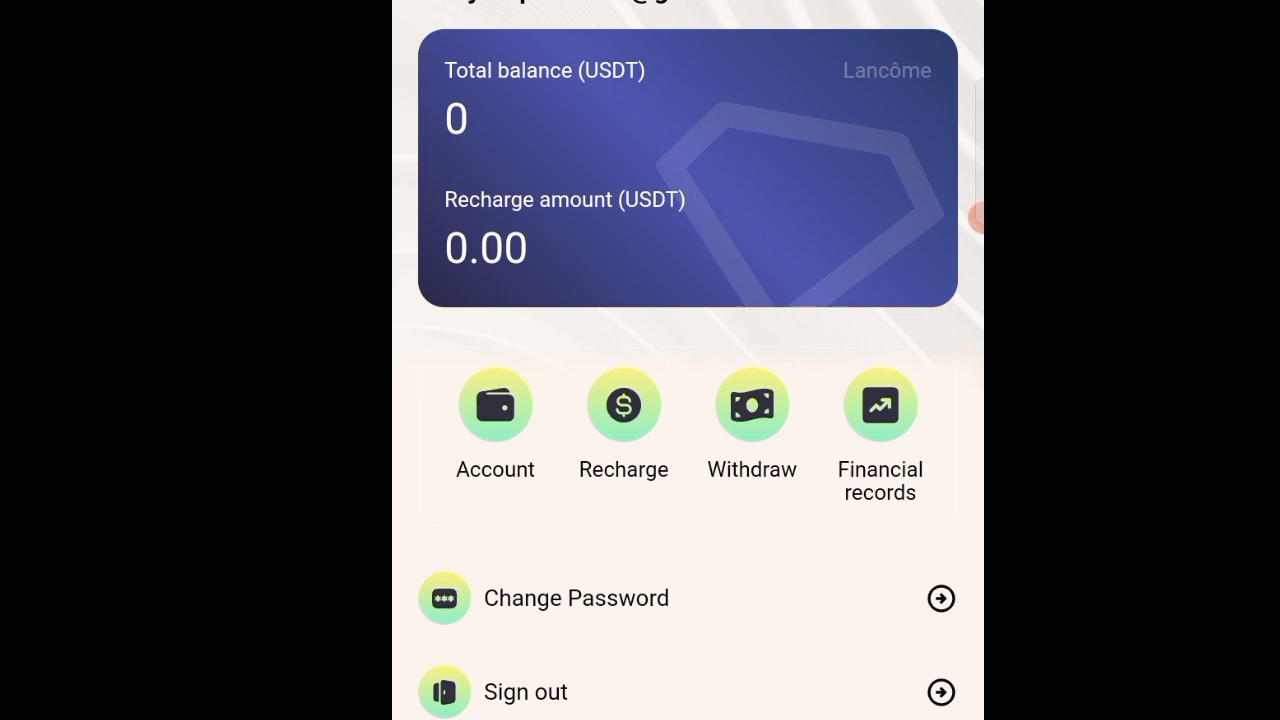 Total balance (USDT)
Lancôme
0
Recharge amount (USDT)
0.00
Account
Recharge
Withdraw
Financial
records
Change Password
Sign out